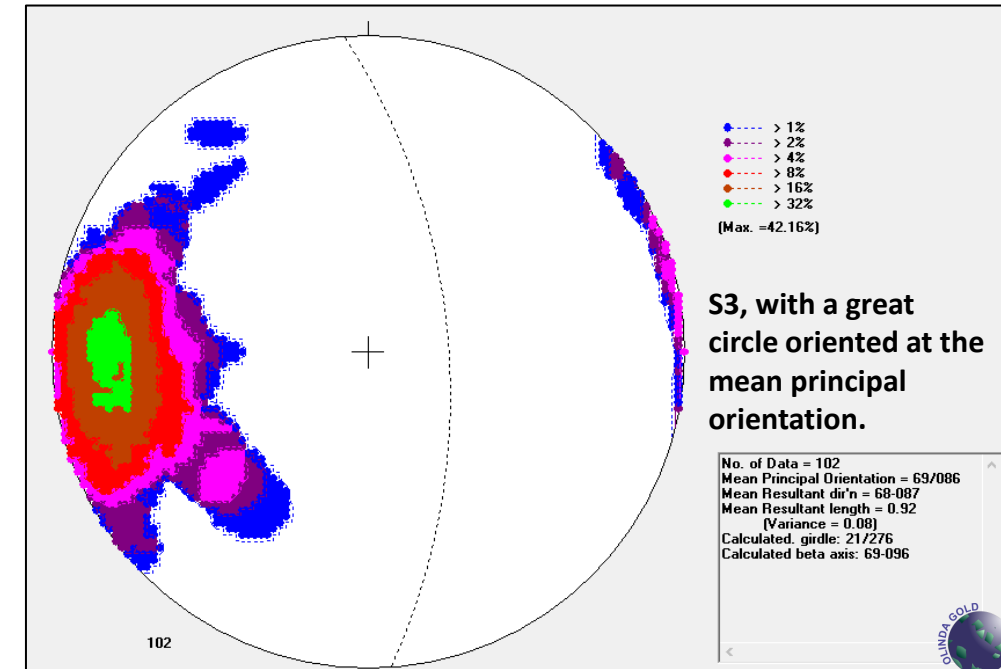 > 1%
> 2%
> 4%
> 8%
> 16%
> 32%
(Max. =42.16%)
S3, with a great
circle oriented at the
mean principal
orientation.
No. of Data = 102
Mean Principal Orientation = 69/086
Mean Resultant dir'n = 68-087
Mean Resultant length = 0.92
(Variance = 0.08)
Calculated. girdle: 21/276
Calculated beta axis: 69-096
102
OLINDA GOLD